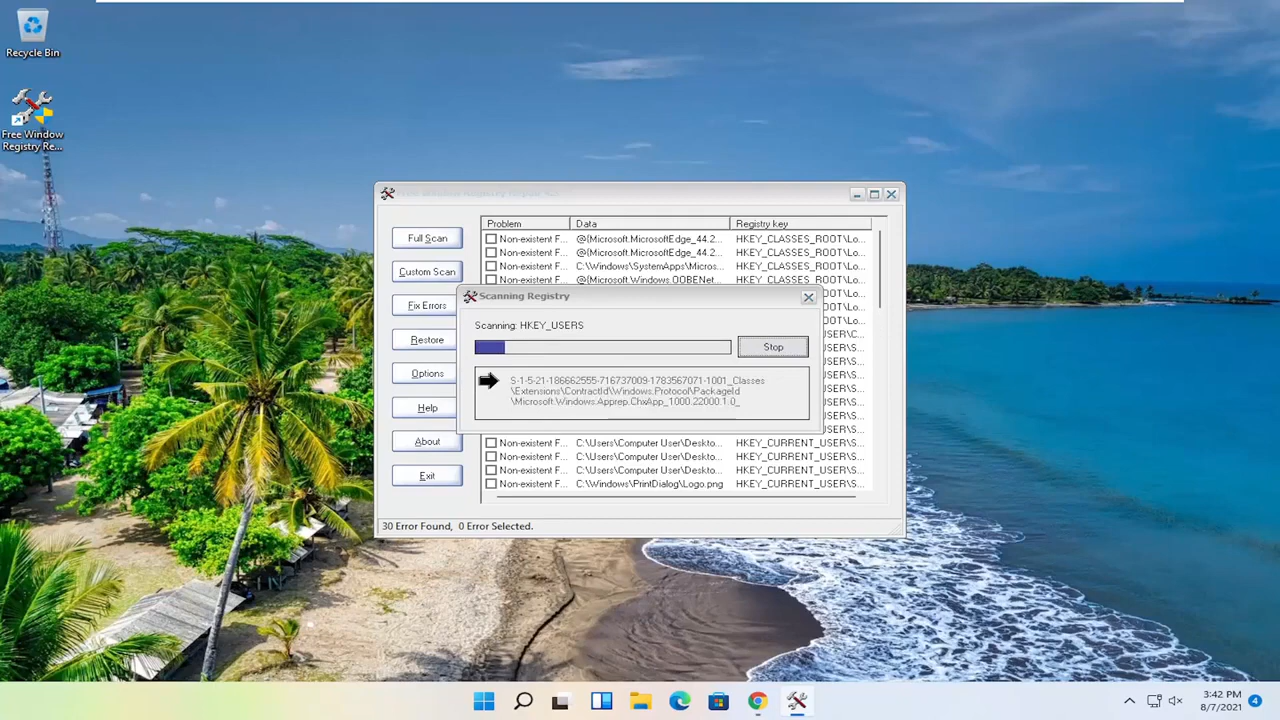 Recycle Bin
Free Window
Registry Re...
Full Scan
Custom Scan
Fix Errors
Restore
Options
Help
About
Exit
Problem Data Registry key
Non-existent F... @{Microsoft.MicrosoftEdge_44.2... HKEY_CLASSES_ROOT\Lo...
Non-existent F... @{Microsoft.MicrosoftEdge_44.2... HKEY_CLASSES_ROOT\Lo...
Non-existent F... C:\Windows\SystemApps\Micros... HKEY_CLASSES_ROOT\Lo...
Non-existent F... @{Microsoft.Windows.OOBENet... HKEY_CLASSES_ROOT\Lo...
Scanning Registry
Scanning: HKEY_USERS
Stop
S-1-5-21-186662555-716737009-1783567071-1001_Classes
\Extensions\ContractId\Windows.Protocol\PackageId
\Microsoft.Windows.Apprep.ChxApp_1000.22000.1.0_
Non-existent F... C:\Users\Computer User\Deskto... HKEY_CURRENT_USER\S...
Non-existent F... C:\Users\Computer User\Deskto... HKEY_CURRENT_USER\S...
Non-existent F... C:\Users\Computer User\Deskto... HKEY_CURRENT_USER\S...
Non-existent F... C:\Windows\PrintDialog\Logo.png HKEY_CURRENT_USER\S...
30 Error Found, 0 Error Selected.
3:42 PM
8/7/2021
4